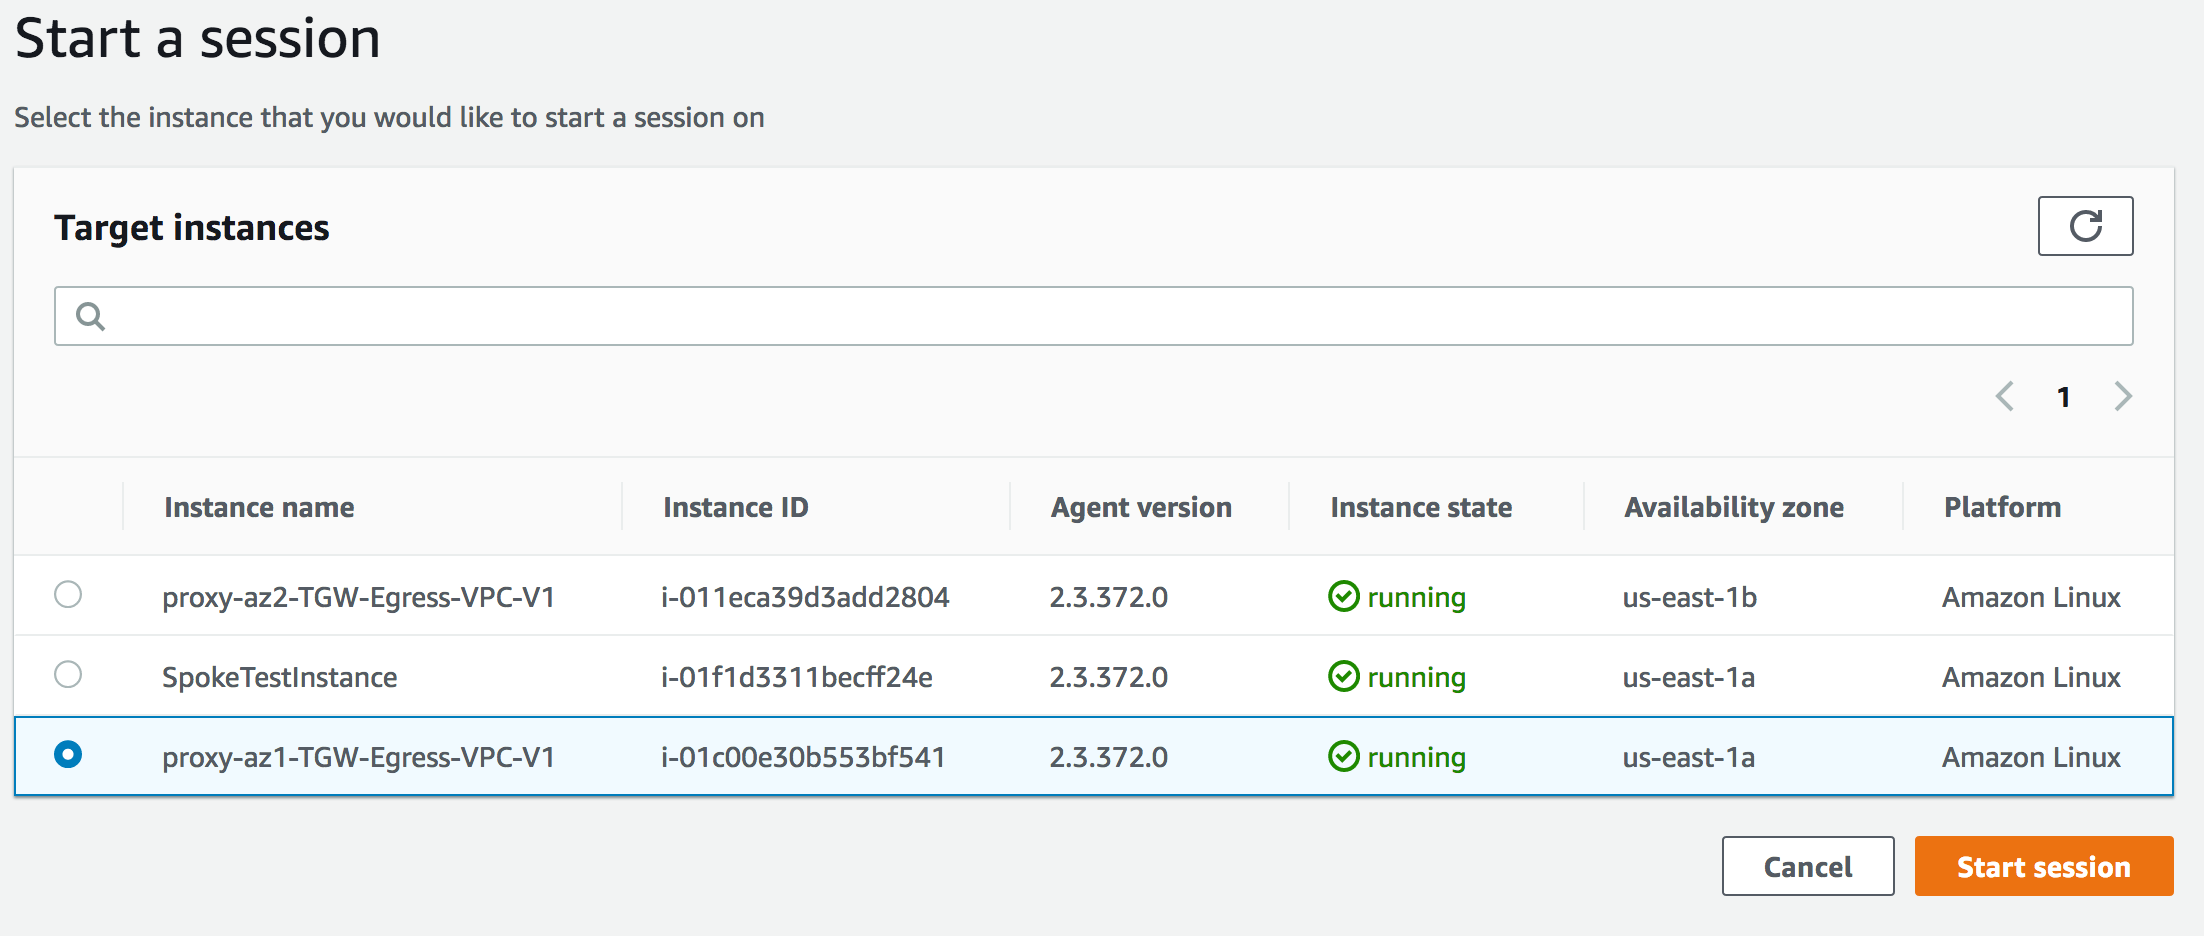 Start a session
Select the instance that you would like to start a session on
Target instances
1
Instance name Instance ID Agent version Instance state Availability zone Platform
proxy-az2-TGW-Egress-VPC-V1 i-011eca39d3add2804 2.3.372.0 running us-east-1b Amazon Linux
SpokeTestInstance i-01f1d3311becff24e 2.3.372.0 running us-east-1a Amazon Linux
proxy-az1-TGW-Egress-VPC-V1 i-01c00e30b553bf541 2.3.372.0 running us-east-1a Amazon Linux
Cancel Start session